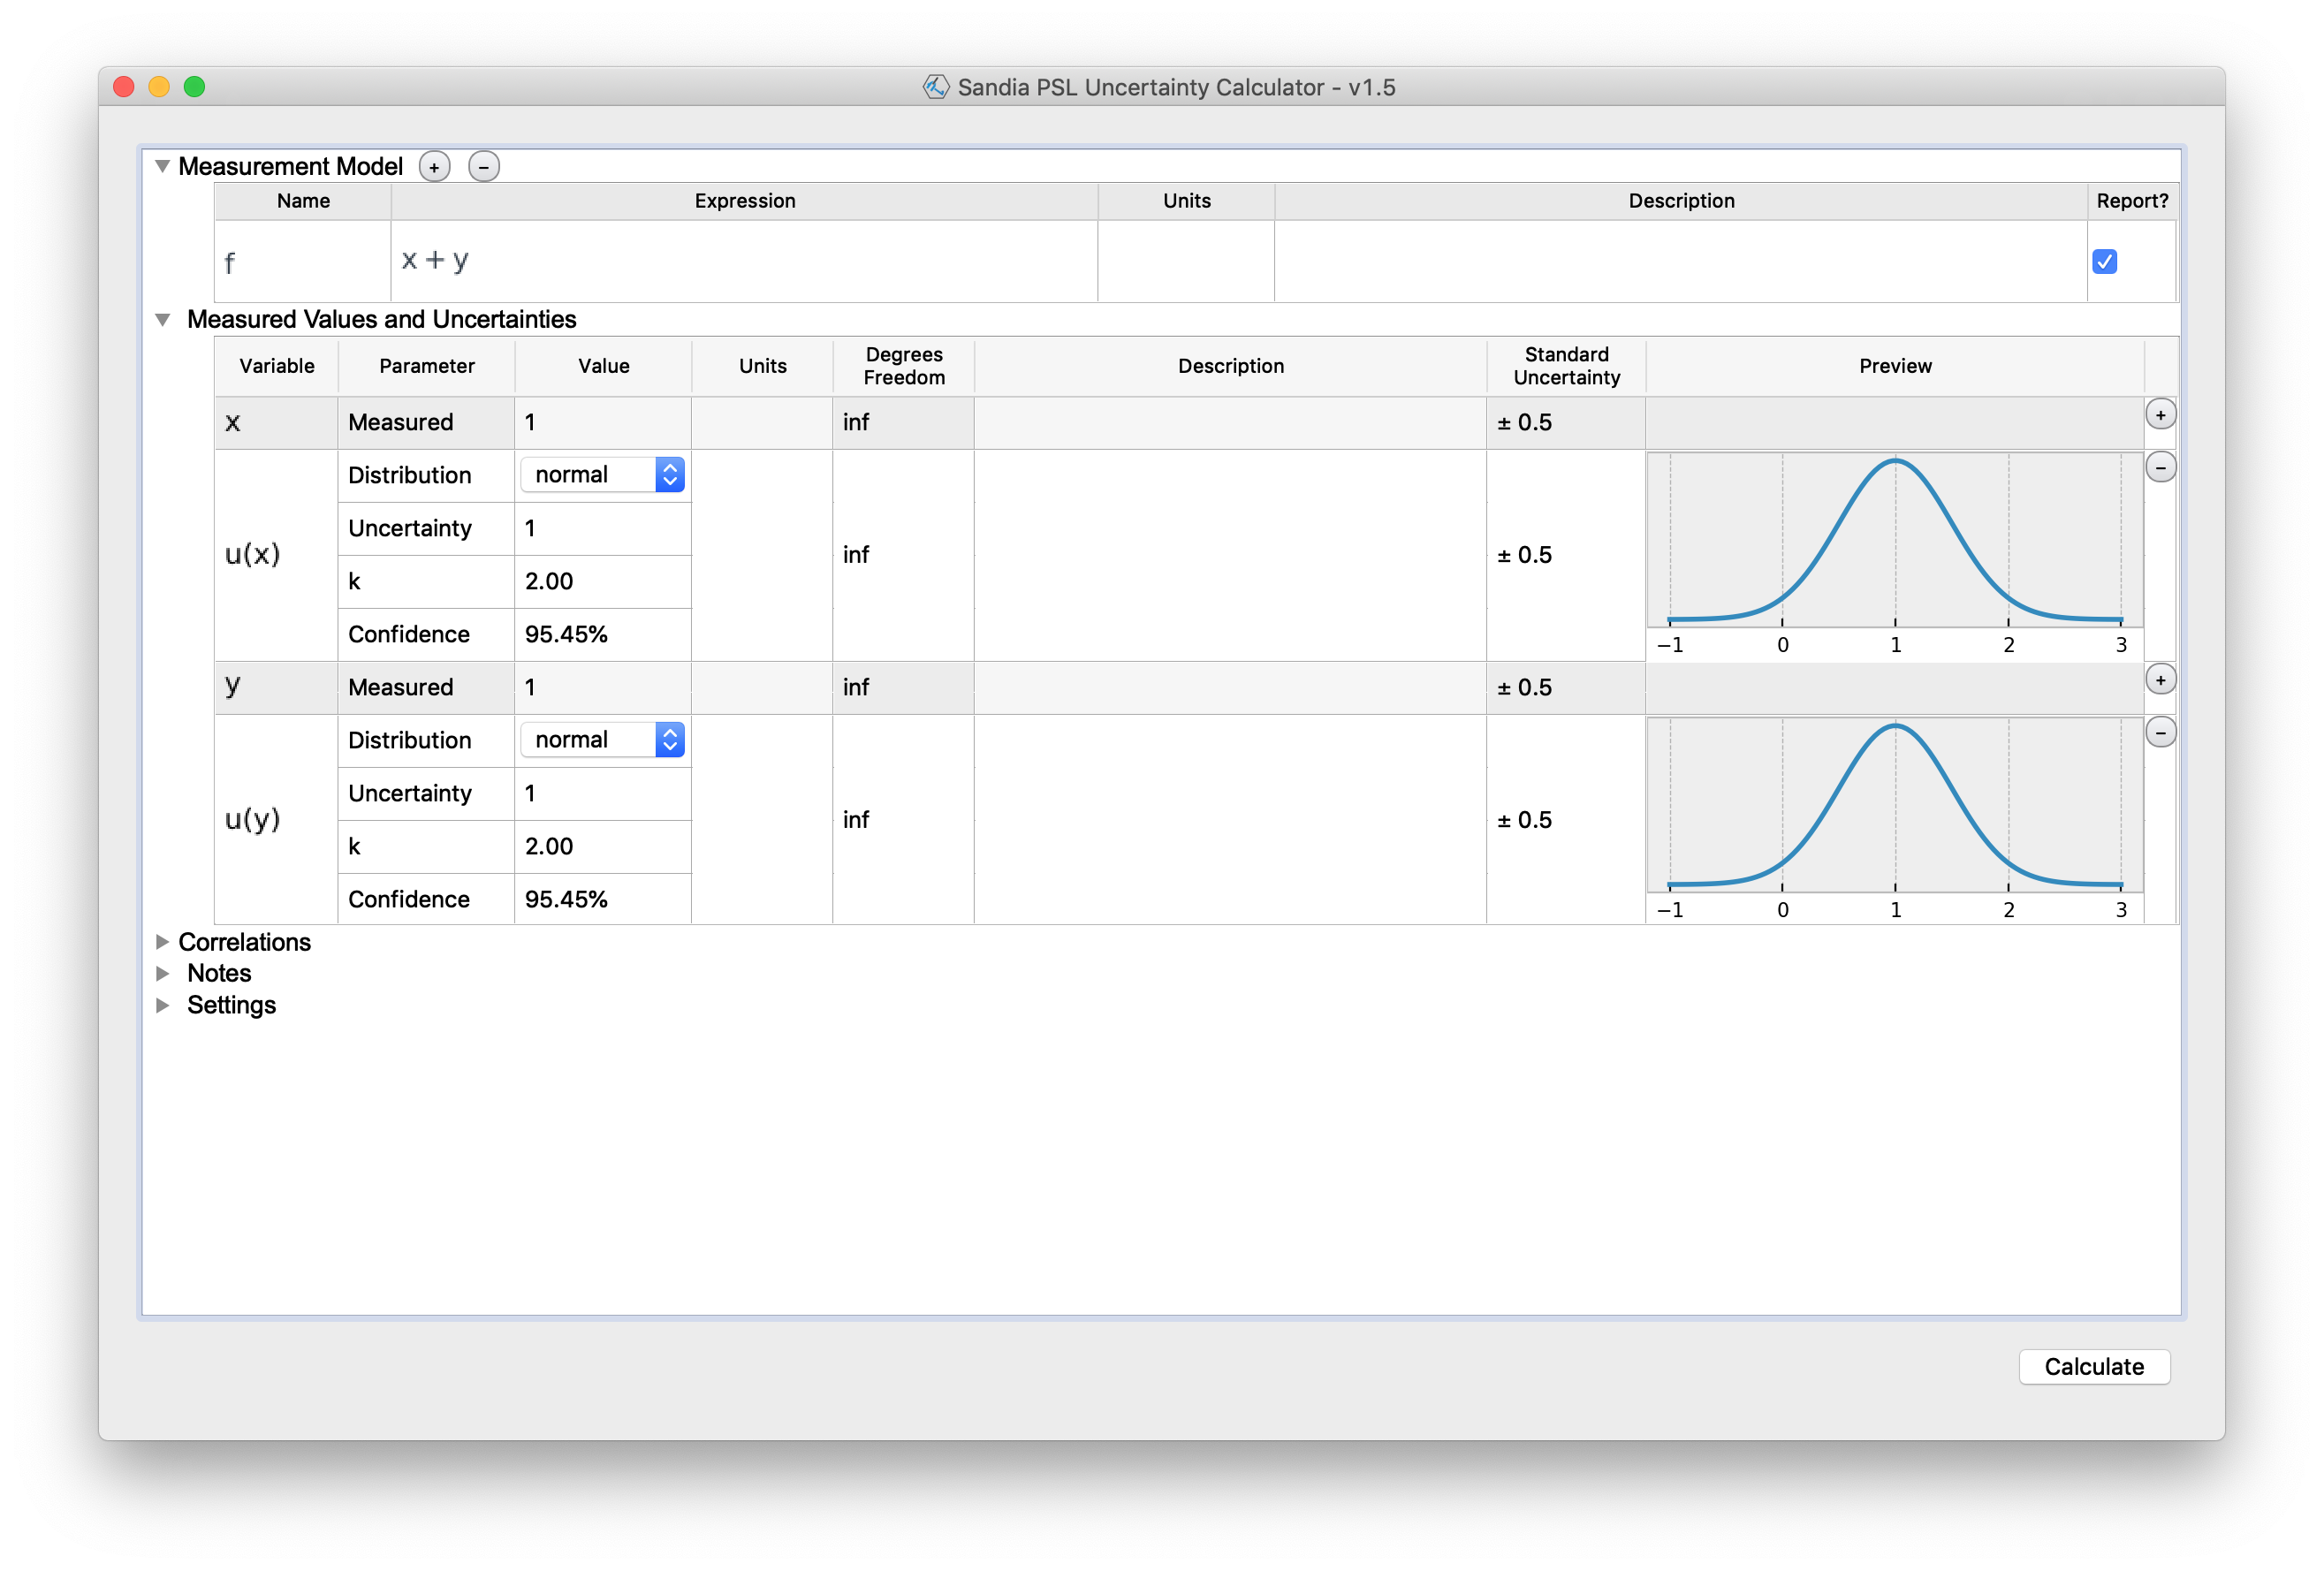 Sandia PSL Uncertainty Calculator - v1.5
Measurement Model + −
Name Expression Units Description Report?
f x + y
Measured Values and Uncertainties
Variable Parameter Value Units Degrees Freedom Description Standard Uncertainty Preview
x Measured 1 inf ± 0.5 +
u(x) Distribution normal inf ± 0.5 −
Uncertainty 1
k 2.00
Confidence 95.45%
−1 0 1 2 3
y Measured 1 inf ± 0.5 +
u(y) Distribution normal inf ± 0.5 −
Uncertainty 1
k 2.00
Confidence 95.45%
−1 0 1 2 3
Correlations
Notes
Settings
Calculate